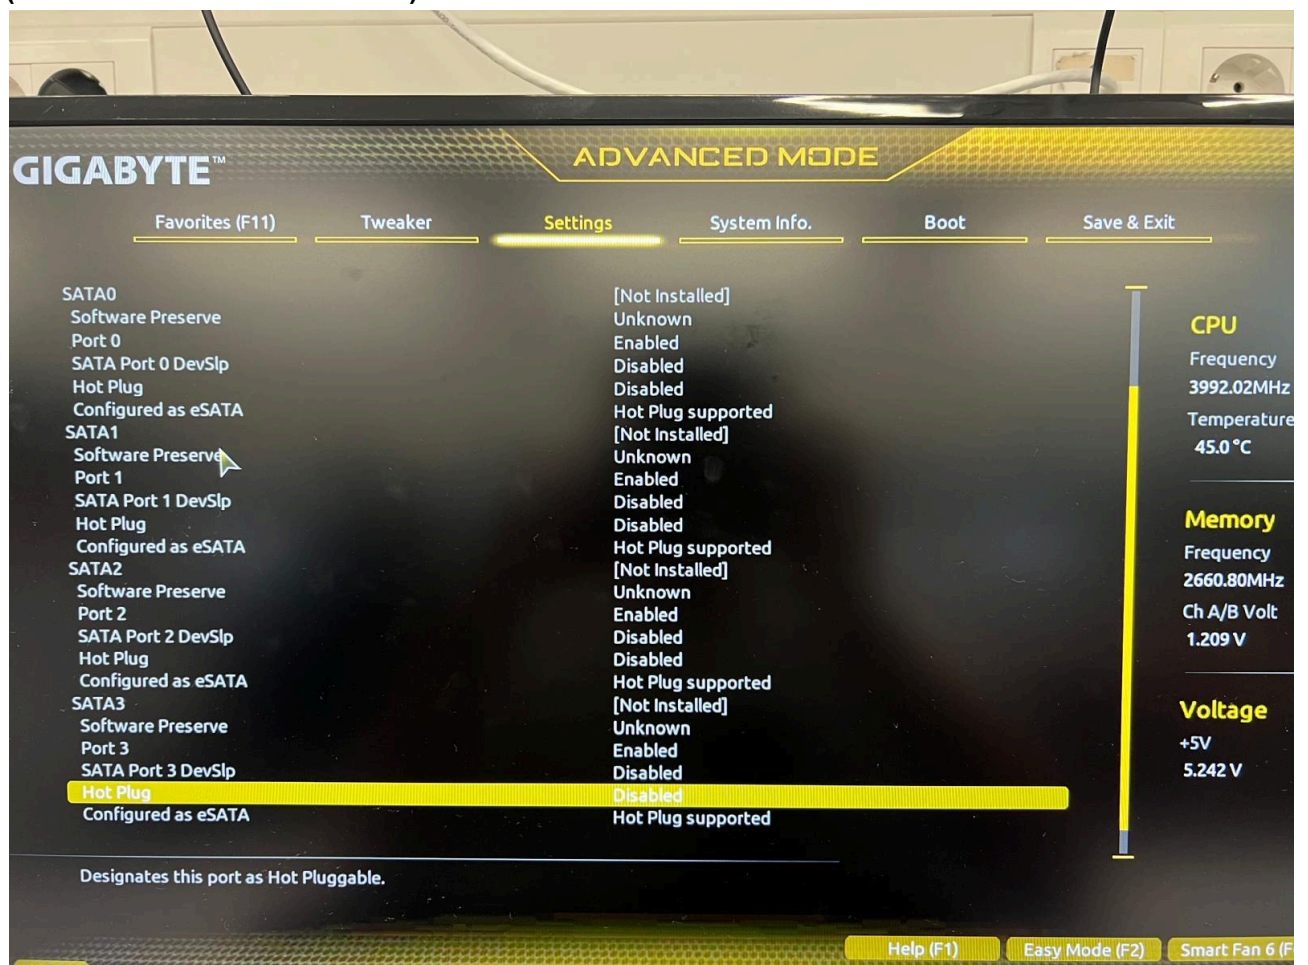 GIGABYTE™
ADVANCED MODE
Favorites (F11) Tweaker Settings System Info. Boot Save & Exit
SATA0 [Not Installed]
Software Preserve Unknown
Port 0 Enabled
SATA Port 0 DevSlp Disabled
Hot Plug Disabled
Configured as eSATA Hot Plug supported
SATA1 [Not Installed]
Software Preserve Unknown
Port 1 Enabled
SATA Port 1 DevSlp Disabled
Hot Plug Disabled
Configured as eSATA Hot Plug supported
SATA2 [Not Installed]
Software Preserve Unknown
Port 2 Enabled
SATA Port 2 DevSlp Disabled
Hot Plug Disabled
Configured as eSATA Hot Plug supported
SATA3 [Not Installed]
Software Preserve Unknown
Port 3 Enabled
SATA Port 3 DevSlp Disabled
Hot Plug Disabled
Configured as eSATA Hot Plug supported
CPU
Frequency
3992.02MHz
Temperature
45.0 °C
Memory
Frequency
2660.80MHz
Ch A/B Volt
1.209 V
Voltage
+5V
5.242 V
Designates this port as Hot Pluggable.
Help (F1) Easy Mode (F2) Smart Fan 6 (F